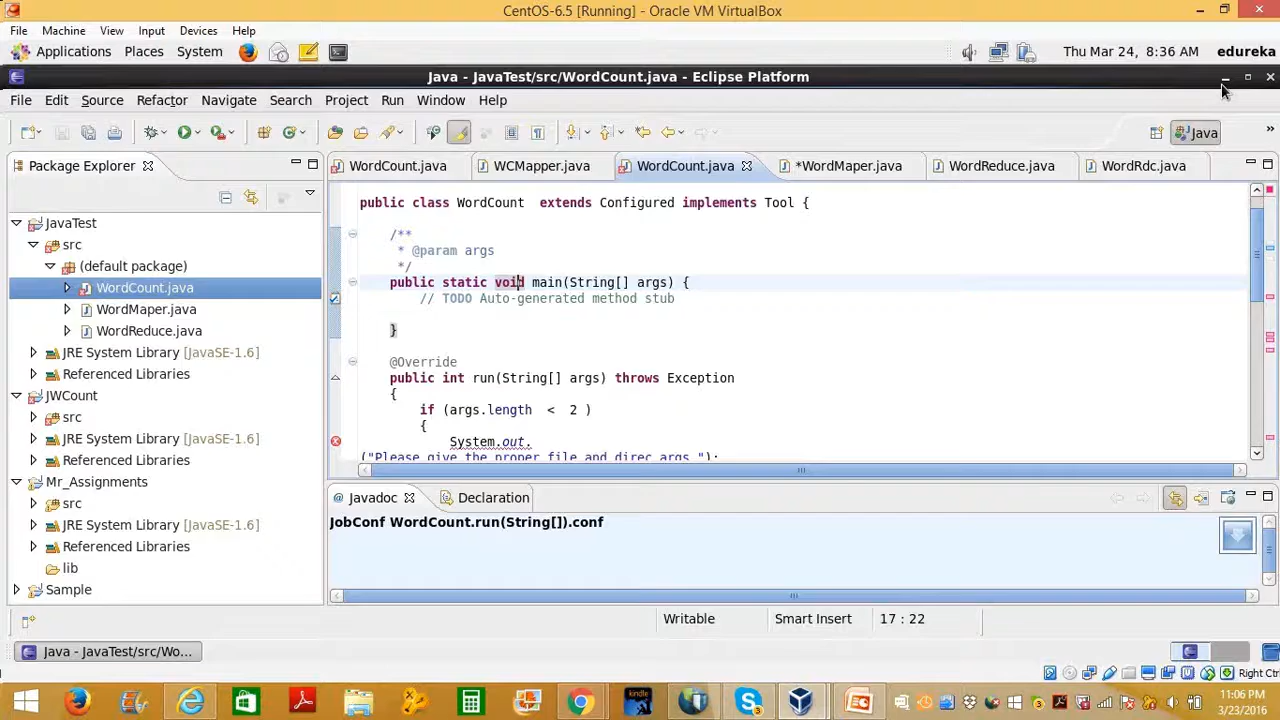 CentOS-6.5 [Running] - Oracle VM VirtualBox
File Machine View Input Devices Help
Applications Places System Thu Mar 24, 8:36 AM edureka
Java - JavaTest/src/WordCount.java - Eclipse Platform
File Edit Source Refactor Navigate Search Project Run Window Help
Java
Package Explorer
WordCount.java WCMapper.java WordCount.java *WordMaper.java WordReduce.java WordRdc.java
JavaTest
src
(default package)
WordCount.java
WordMaper.java
WordReduce.java
JRE System Library [JavaSE-1.6]
Referenced Libraries
JWCount
src
JRE System Library [JavaSE-1.6]
Referenced Libraries
Mr_Assignments
src
JRE System Library [JavaSE-1.6]
Referenced Libraries
lib
Sample
public class WordCount extends Configured implements Tool {
/**
* @param args
*/
public static void main(String[] args) {
// TODO Auto-generated method stub
}
@Override
public int run(String[] args) throws Exception
{
if (args.length < 2 )
{
System.out.
("Please give the proper file and direc args ");
@ Javadoc Declaration
JobConf WordCount.run(String[]).conf
Writable Smart Insert 17 : 22
Java - JavaTest/src/Wo...
Right Ctrl
kindle
11:06 PM
3/23/2016